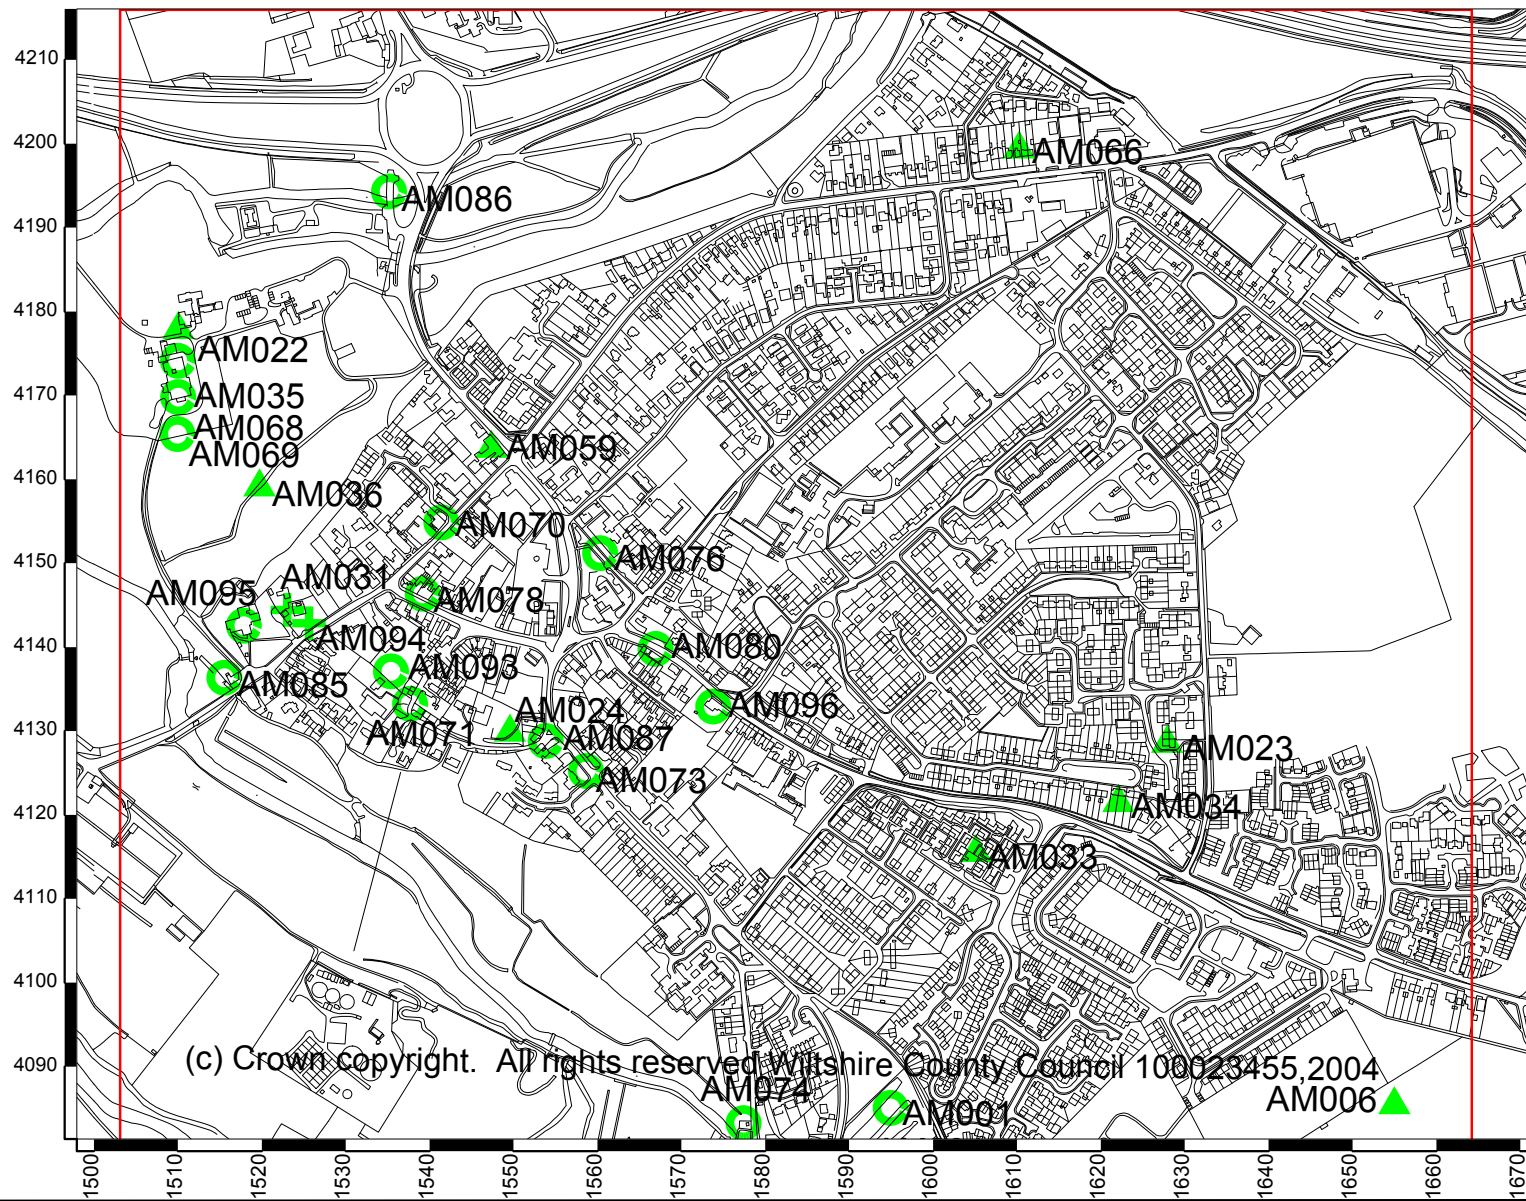 4210
4200
AM066
AM086
4190
4180
AM022
AM035
4170
AM068
AM069
AM059
4160
AM036
AM070
4150
AM076
AM031
AM095
AM078
4140
AM094
AM080
AM093
AM085
AM096
4130
AM024
AM071
AM087
AM023
AM073
4120
AM034
AM033
4110
4100
4090
(c) Crown copyright.  All rights reserved Wiltshire County Council 100023455,2004
AM074
AM006
AM001
1500 1510 1520 1530 1540 1550 1560 1570 1580 1590 1600 1610 1620 1630 1640 1650 1660 1670